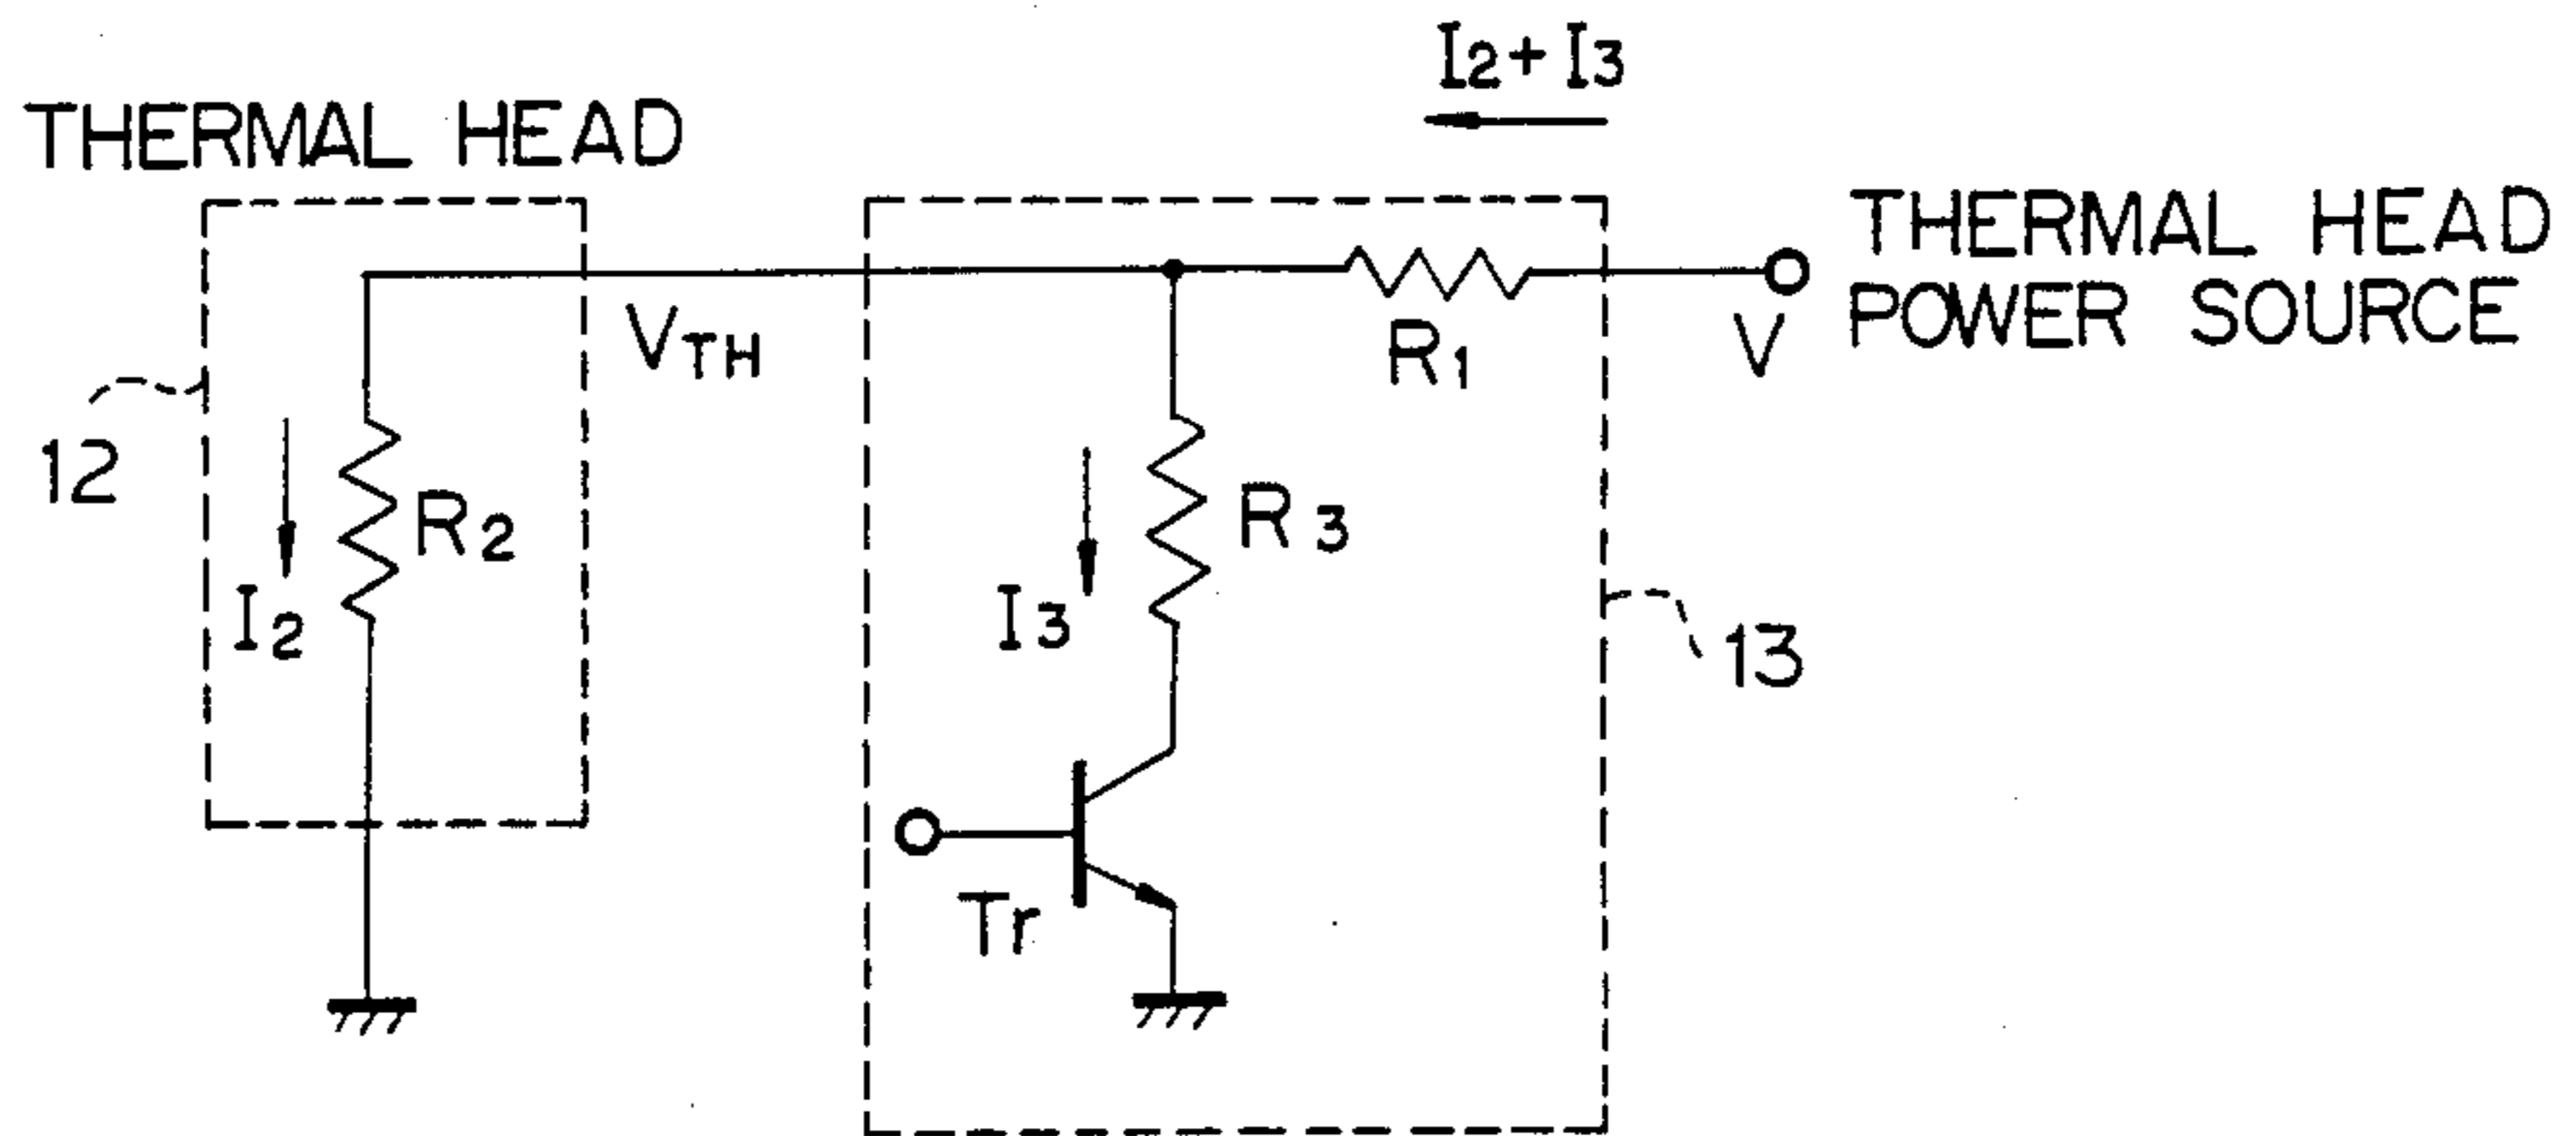 I2+I3
THERMAL HEAD
THERMAL HEAD
POWER SOURCE
VTH
R1
V
12
R2
R3
I2
I3
13
Tr